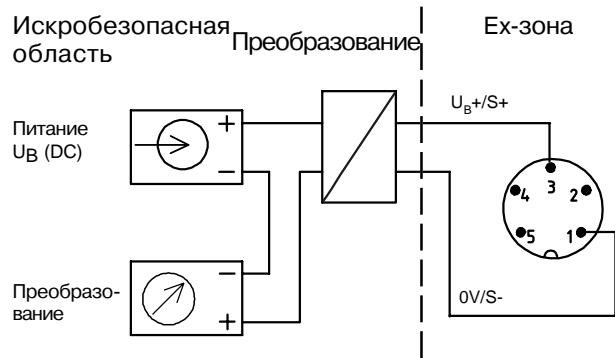 Искробезопасная
область
Преобразование
Ex-зона
Питание
UB (DC)
+
−
UB+/S+
3
4
2
5
1
Преобразо-
вание
−
+
0V/S-